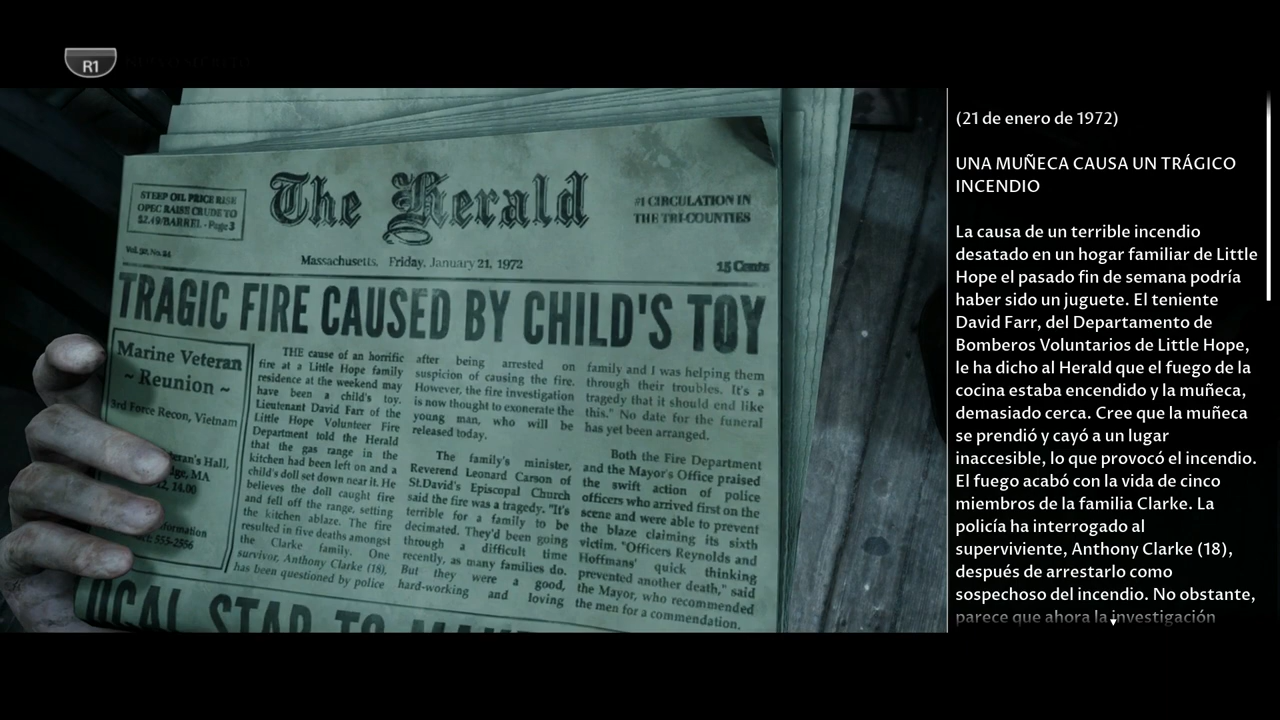 R1
STEEP OIL PRICE RISE
OPEC RAISE CRUDE TO
$2.49/BARREL - Page 3
The Herald
#1 CIRCULATION IN
THE TRI-COUNTIES
Massachusetts, Friday, January 21, 1972
15 Cents
TRAGIC FIRE CAUSED BY CHILD'S TOY
Marine Veteran
~ Reunion ~
3rd Force Recon, Vietnam
eran's Hall,
ge, MA
12, 14.00
formation
555-2556
THE cause of an horrific
fire at a Little Hope family
residence at the weekend may
have been a child's toy.
Lieutenant David Farr of the
Little Hope Volunteer Fire
Department told the Herald
that the gas range in the
kitchen had been left on and a
child's doll set down near it. He
believes the doll caught fire
and fell off the range, setting
the kitchen ablaze. The fire
resulted in five deaths amongst
the Clarke family. One
survivor, Anthony Clarke (18),
has been questioned by police
after being arrested on
suspicion of causing the fire.
However, the fire investigation
is now thought to exonerate the
young man, who will be
released today.
The family's minister,
Reverend Leonard Carson of
St.David's Episcopal Church
said the fire was a tragedy. "It's
terrible for a family to be
decimated. They'd been going
through a difficult time
recently, as many families do.
But they were a good,
hard-working and loving
family and I was helping them
through their troubles. It's a
tragedy that it should end like
this." No date for the funeral
has yet been arranged.
Both the Fire Department
and the Mayor's Office praised
the swift action of police
officers who arrived first on the
scene and were able to prevent
the blaze claiming its sixth
victim. "Officers Reynolds and
Hoffmans' quick thinking
prevented another death," said
the Mayor, who recommended
the men for a commendation.
(21 de enero de 1972)
UNA MUÑECA CAUSA UN TRÁGICO
INCENDIO
La causa de un terrible incendio
desatado en un hogar familiar de Little
Hope el pasado fin de semana podría
haber sido un juguete. El teniente
David Farr, del Departamento de
Bomberos Voluntarios de Little Hope,
le ha dicho al Herald que el fuego de la
cocina estaba encendido y la muñeca,
demasiado cerca. Cree que la muñeca
se prendió y cayó a un lugar
inaccesible, lo que provocó el incendio.
El fuego acabó con la vida de cinco
miembros de la familia Clarke. La
policía ha interrogado al
superviviente, Anthony Clarke (18),
después de arrestarlo como
sospechoso del incendio. No obstante,
parece que ahora la investigación